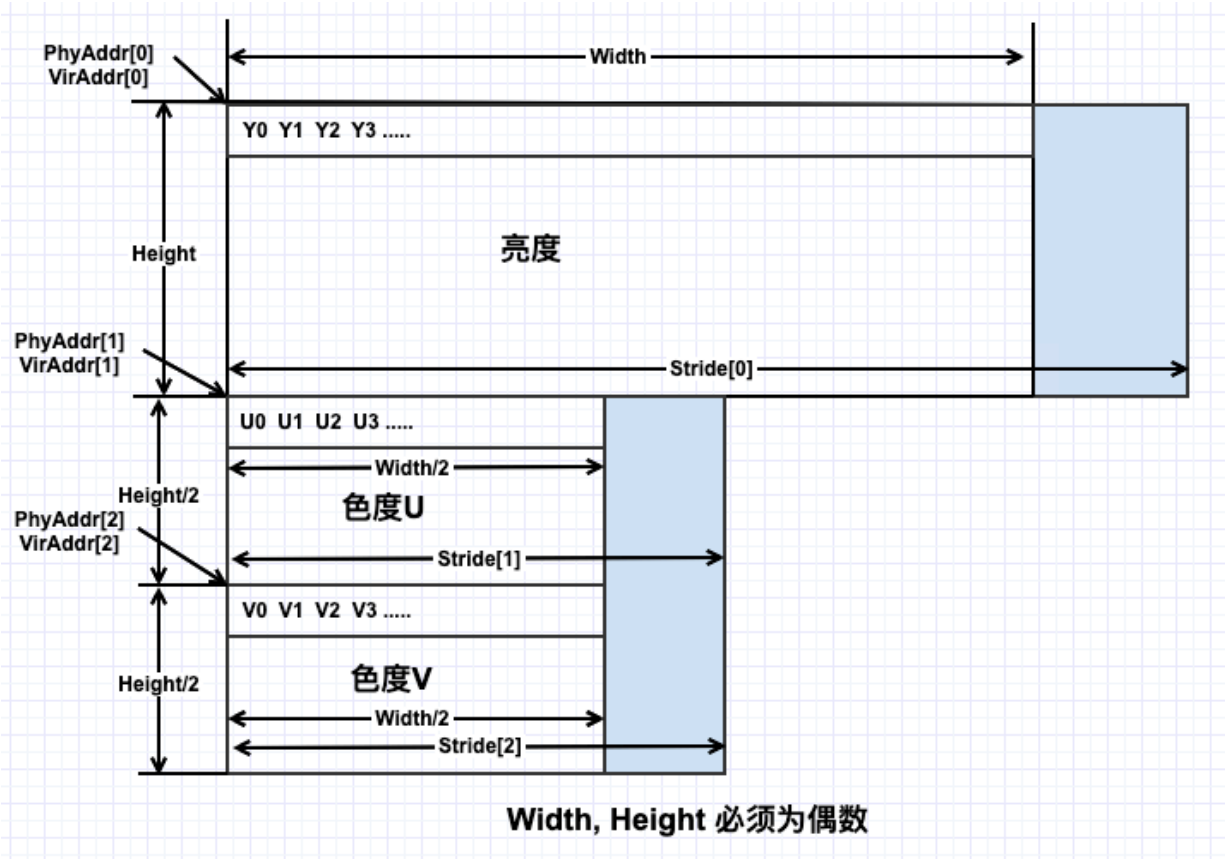 PhyAddr[0]
VirAddr[0]
Width
Y0 Y1 Y2 Y3 .....
亮度
Height
PhyAddr[1]
VirAddr[1]
Stride[0]
U0 U1 U2 U3 .....
Width/2
Height/2
色度U
PhyAddr[2]
VirAddr[2]
Stride[1]
V0 V1 V2 V3 .....
色度V
Height/2
Width/2
Stride[2]
Width, Height 必须为偶数